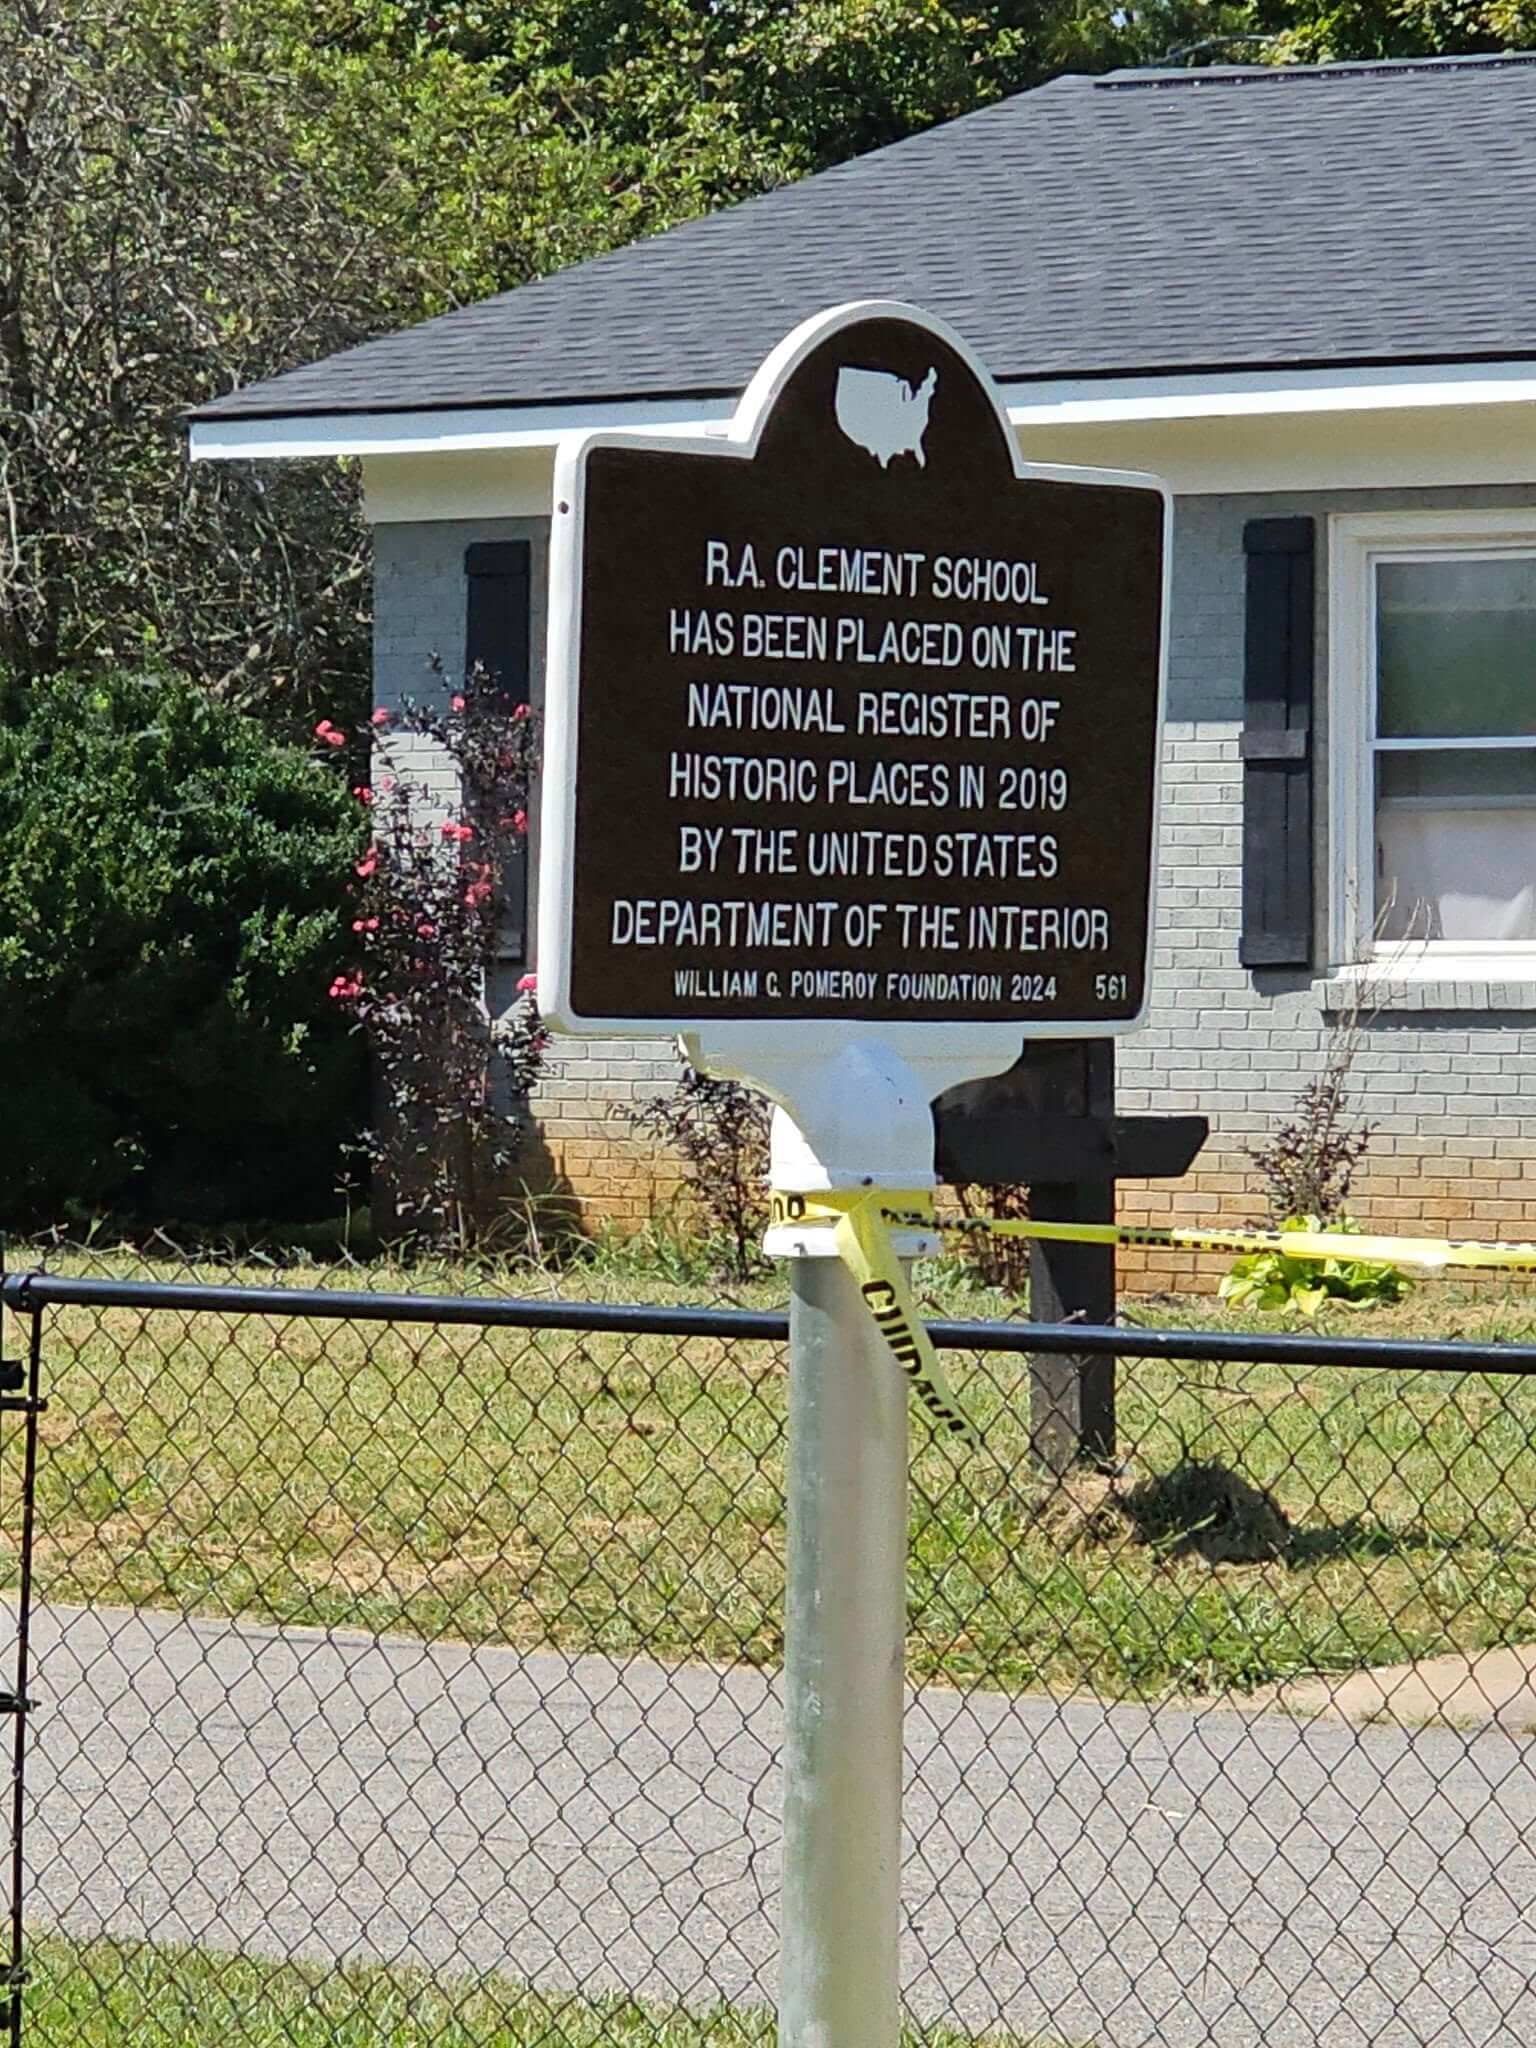 R.A. CLEMENT SCHOOL
HAS BEEN PLACED ON THE
NATIONAL REGISTER OF
HISTORIC PLACES IN 2019
BY THE UNITED STATES
DEPARTMENT OF THE INTERIOR
WILLIAM G. POMEROY FOUNDATION 2024 561